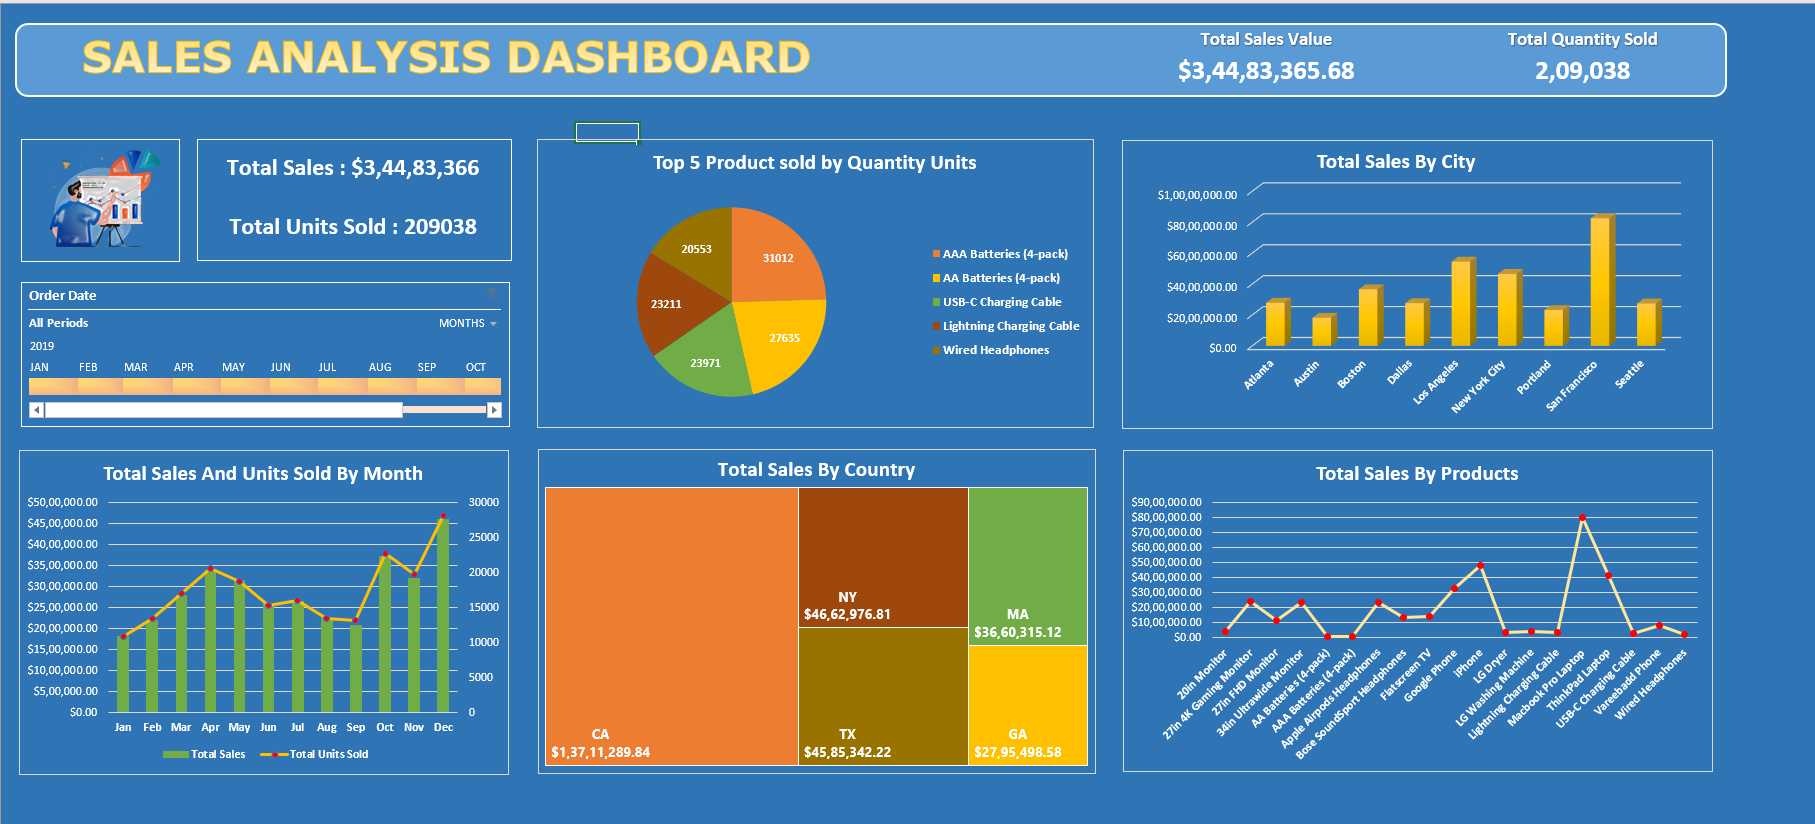 SALES ANALYSIS DASHBOARD
Total Sales Value
$3,44,83,365.68
Total Quantity Sold
2,09,038
Total Sales : $3,44,83,366
Total Units Sold : 209038
Order Date
All Periods
MONTHS
2019
JAN FEB MAR APR MAY JUN JUL AUG SEP OCT
Top 5 Product sold by Quantity Units
31012
27635
23971
23211
20553
AAA Batteries (4-pack)
AA Batteries (4-pack)
USB-C Charging Cable
Lightning Charging Cable
Wired Headphones
Total Sales By City
$1,00,00,000.00
$80,00,000.00
$60,00,000.00
$40,00,000.00
$20,00,000.00
$0.00
Atlanta
Austin
Boston
Dallas
Los Angeles
New York City
Portland
San Francisco
Seattle
Total Sales And Units Sold By Month
$50,00,000.00
$45,00,000.00
$40,00,000.00
$35,00,000.00
$30,00,000.00
$25,00,000.00
$20,00,000.00
$15,00,000.00
$10,00,000.00
$5,00,000.00
$0.00
30000
25000
20000
15000
10000
5000
0
Jan Feb Mar Apr May Jun Jul Aug Sep Oct Nov Dec
Total Sales
Total Units Sold
Total Sales By Country
CA
$1,37,11,289.84
NY
$46,62,976.81
TX
$45,85,342.22
MA
$36,60,315.12
GA
$27,95,498.58
Total Sales By Products
$90,00,000.00
$80,00,000.00
$70,00,000.00
$60,00,000.00
$50,00,000.00
$40,00,000.00
$30,00,000.00
$20,00,000.00
$10,00,000.00
$0.00
20in Monitor
27in 4K Gaming Monitor
27in FHD Monitor
34in Ultrawide Monitor
AA Batteries (4-pack)
AAA Batteries (4-pack)
Apple Airpods Headphones
Bose SoundSport Headphones
Flatscreen TV
Google Phone
iPhone
LG Dryer
LG Washing Machine
Lightning Charging Cable
Macbook Pro Laptop
ThinkPad Laptop
USB-C Charging Cable
Vareebadd Phone
Wired Headphones